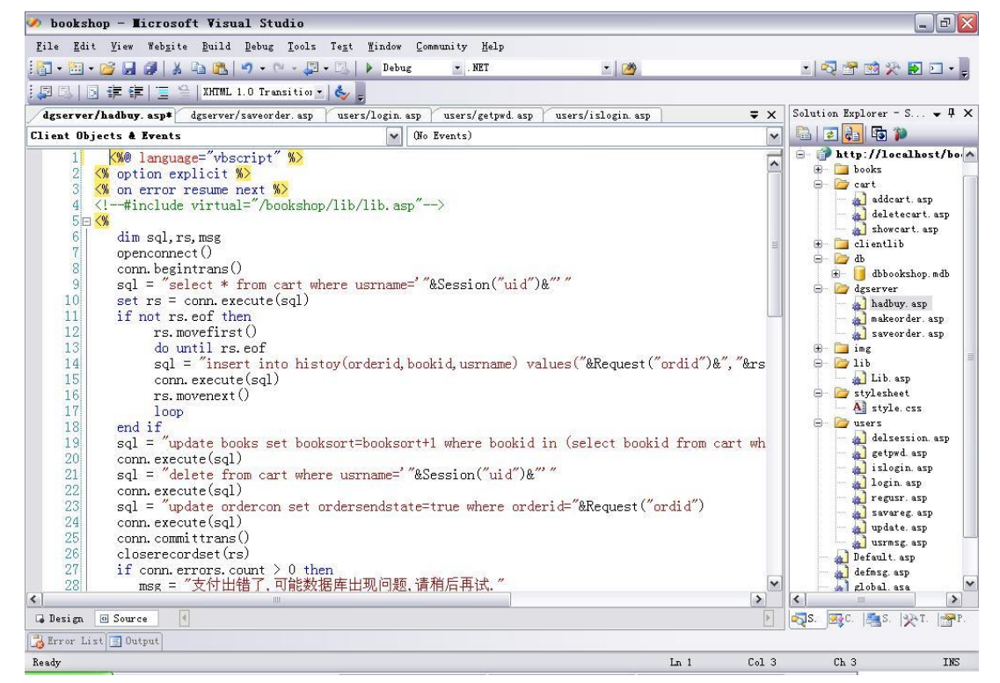 bookshop - Microsoft Visual Studio
File Edit View Website Build Debug Tools Test Window Community Help
Debug .NET
XHTML 1.0 Transitio
dgserver/hadbuy.asp* dgserver/saveorder.asp users/login.asp users/getpwd.asp users/islogin.asp
Client Objects & Events (No Events)
1 <%@ language="vbscript" %>
2 <% option explicit %>
3 <% on error resume next %>
4 <!--#include virtual="/bookshop/lib/lib.asp"-->
5 <%
6 dim sql,rs,msg
7 openconnect()
8 conn.begintrans()
9 sql = "select * from cart where usrname='"&Session("uid")&"'"
10 set rs = conn.execute(sql)
11 if not rs.eof then
12 rs.movefirst()
13 do until rs.eof
14 sql = "insert into histoy(orderid,bookid,usrname) values("&Request("ordid")&","&rs
15 conn.execute(sql)
16 rs.movenext()
17 loop
18 end if
19 sql = "update books set booksort=booksort+1 where bookid in (select bookid from cart wh
20 conn.execute(sql)
21 sql = "delete from cart where usrname='"&Session("uid")&"'"
22 conn.execute(sql)
23 sql = "update ordercon set ordersendstate=true where orderid="&Request("ordid")
24 conn.execute(sql)
25 conn.committrans()
26 closerecordset(rs)
27 if conn.errors.count > 0 then
28 msg = "支付出错了,可能数据库出现问题,请稍后再试."
Design Source
Error List Output
Ready Ln 1 Col 3 Ch 3 INS
Solution Explorer - S...
http://localhost/bo
books
cart
addcart.asp
deletecart.asp
showcart.asp
clientlib
db
dbbookshop.mdb
dgserver
hadbuy.asp
makeorder.asp
saveorder.asp
img
lib
Lib.asp
stylesheet
style.css
users
delsession.asp
getpwd.asp
islogin.asp
login.asp
regusr.asp
savareg.asp
update.asp
usrmsg.asp
Default.asp
defmsg.asp
global.asa
S. C. S. T. P.